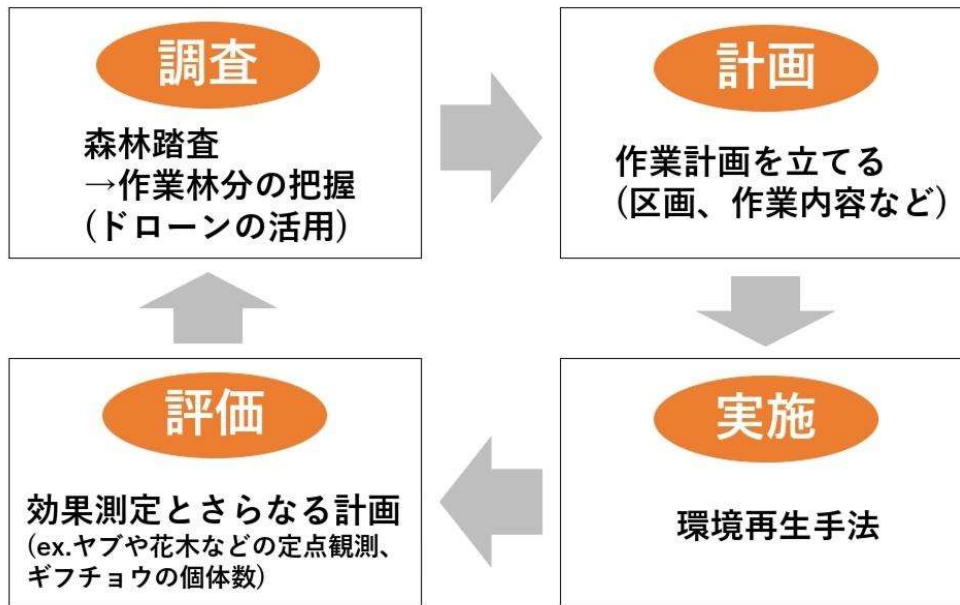 調査
森林踏査
→作業林分の把握
(ドローンの活用)
計画
作業計画を立てる
(区画、作業内容など)
実施
環境再生手法
評価
効果測定とさらなる計画
(ex.ヤブや花木などの定点観測、
ギフチョウの個体数)